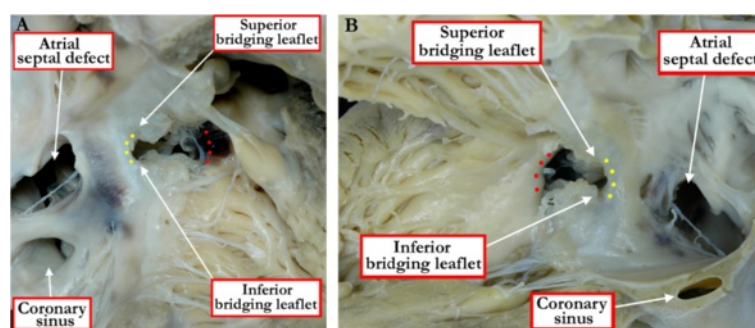 A
Atrial
septal defect
Superior
bridging leaflet
Coronary
sinus
Inferior
bridging leaflet
B
Superior
bridging leaflet
Atrial
septal defect
Inferior
bridging leaflet
Coronary
sinus